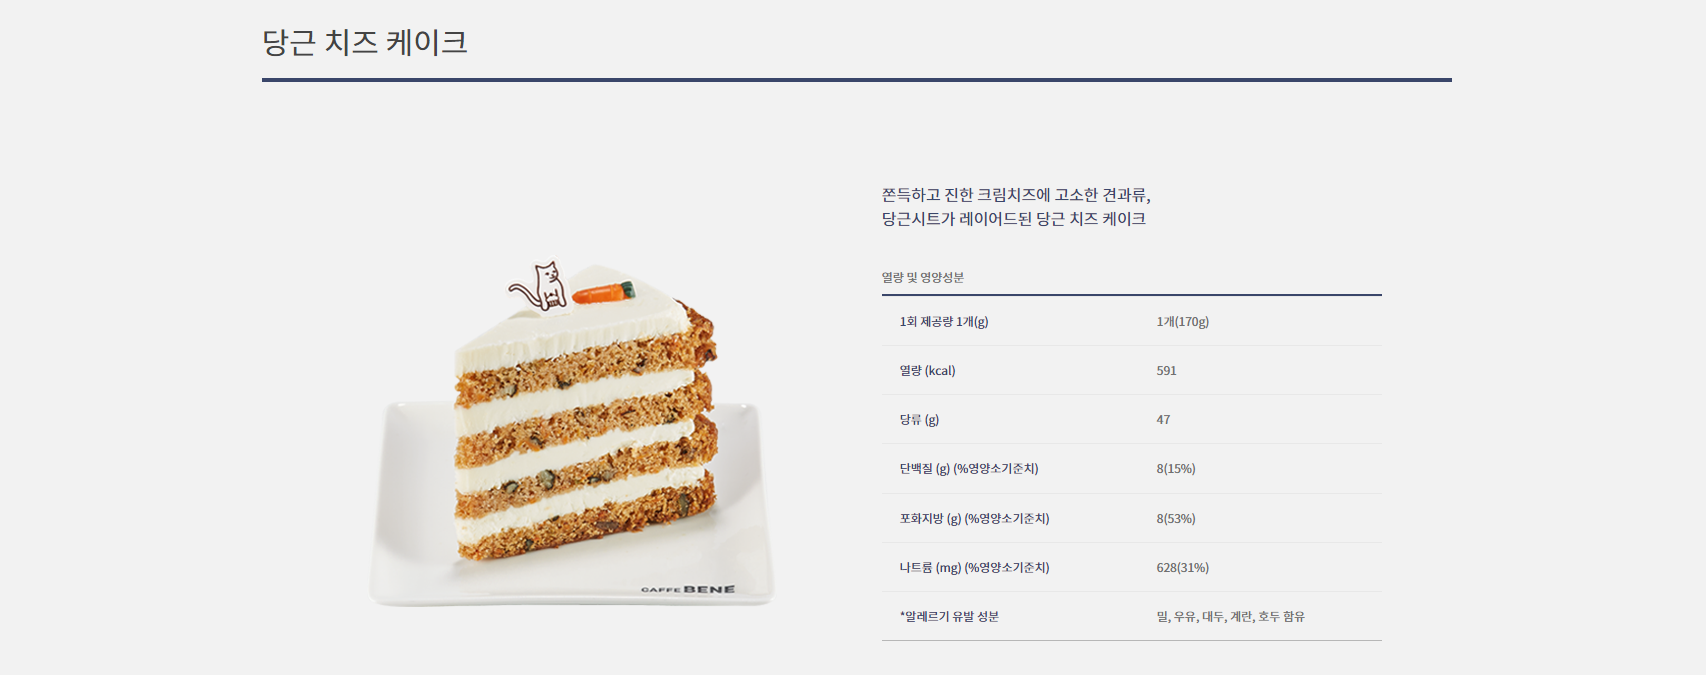 당근 치즈 케이크
쫀득하고 진한 크림치즈에 고소한 견과류,
당근시트가 레이어드된 당근 치즈 케이크
열량 및 영양성분
1회 제공량 1개(g) 1개(170g)
열량 (kcal) 591
당류 (g) 47
단백질 (g) (%영양소기준치) 8(15%)
포화지방 (g) (%영양소기준치) 8(53%)
나트륨 (mg) (%영양소기준치) 628(31%)
*알레르기 유발 성분 밀, 우유, 대두, 계란, 호두 함유
CAFFE BENE